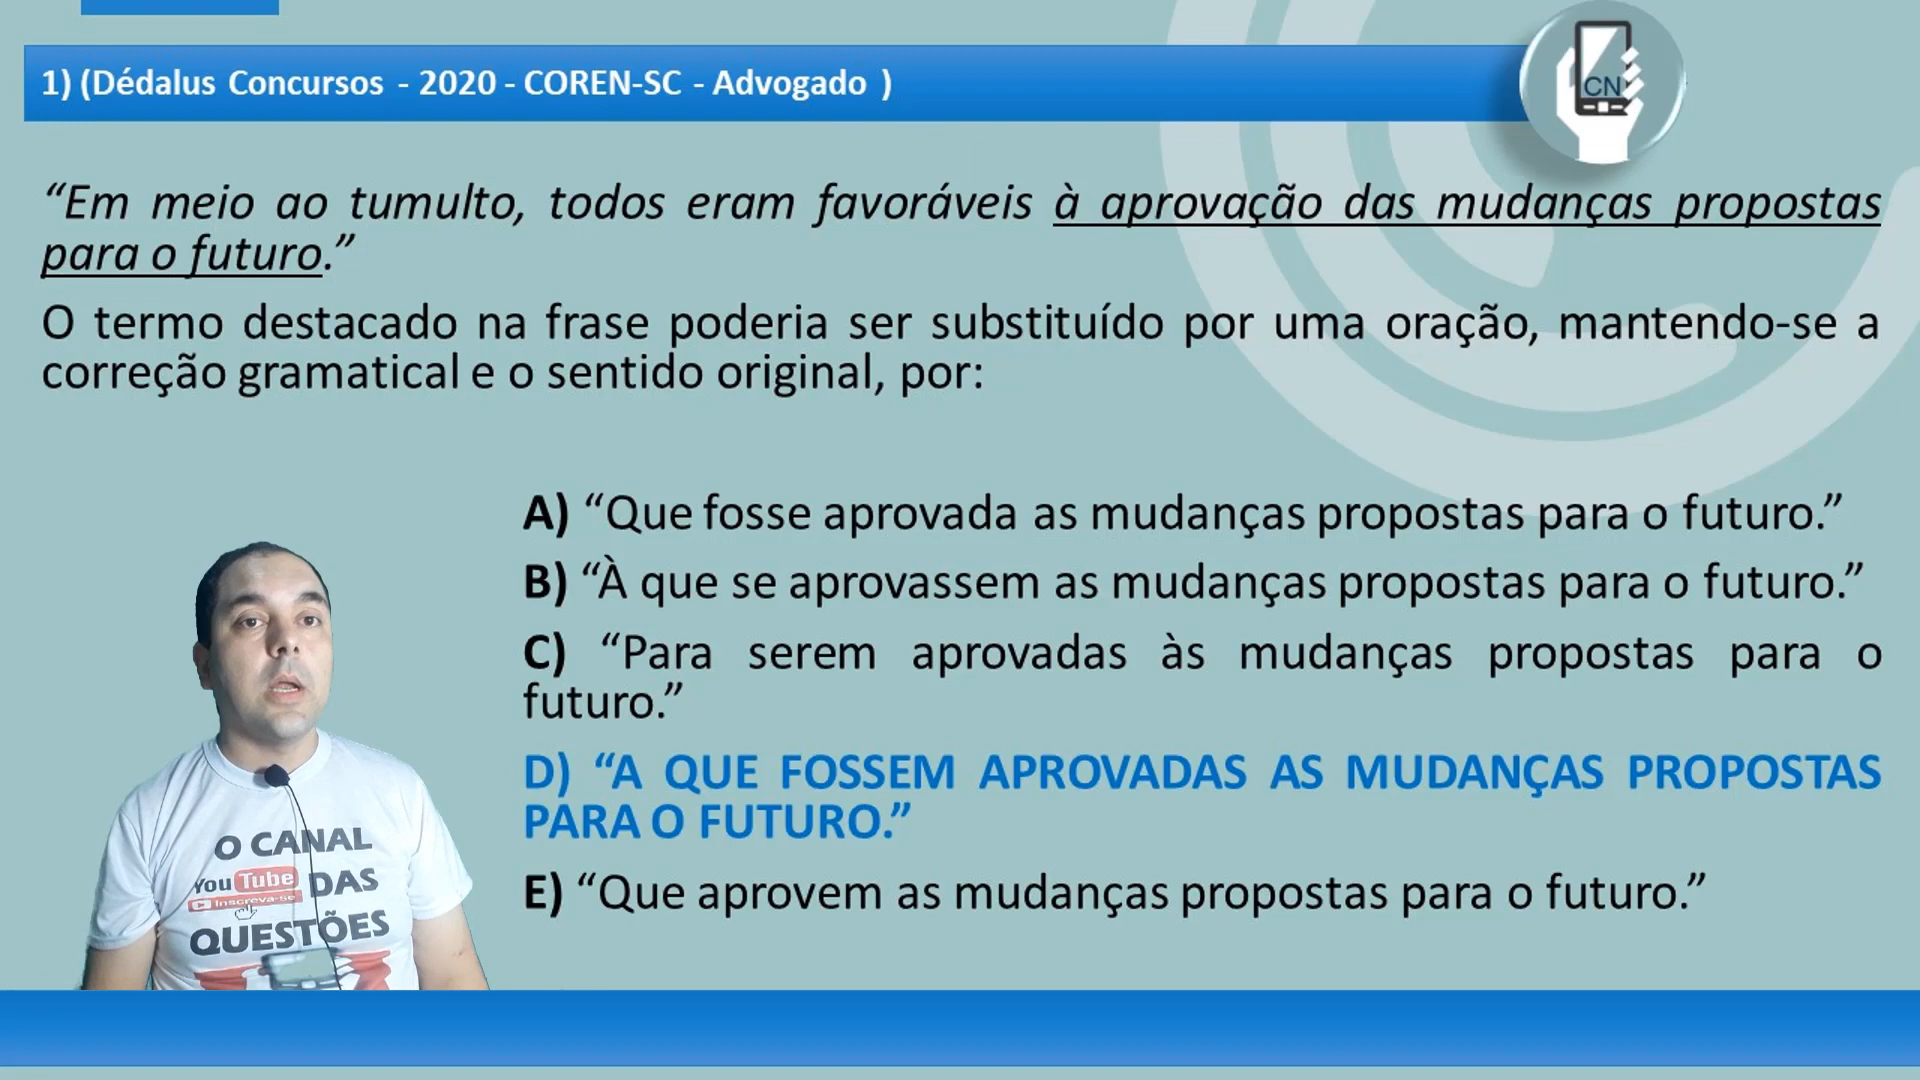 1) (Dédalus Concursos - 2020 - COREN-SC - Advogado )
CN
“Em meio ao tumulto, todos eram favoráveis à aprovação das mudanças propostas
para o futuro.”
O termo destacado na frase poderia ser substituído por uma oração, mantendo-se a
correção gramatical e o sentido original, por:
A) “Que fosse aprovada as mudanças propostas para o futuro.”
B) “À que se aprovassem as mudanças propostas para o futuro.”
C) “Para serem aprovadas às mudanças propostas para o
futuro.”
D) “A QUE FOSSEM APROVADAS AS MUDANÇAS PROPOSTAS
PARA O FUTURO.”
E) “Que aprovem as mudanças propostas para o futuro.”
O CANAL
YouTube DAS
Inscreva-se
QUESTÕES